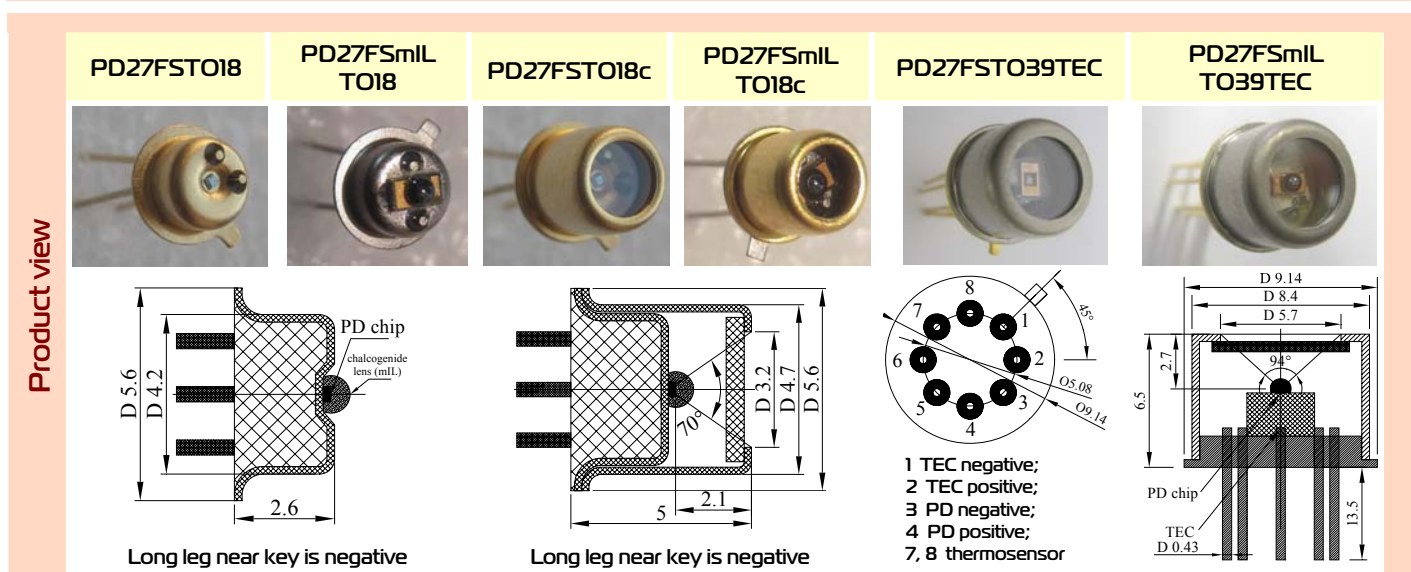 Product view
PD27FSTO18
PD27FSmIL
TO18
PD27FSTO18c
PD27FSmIL
TO18c
PD27FSTO39TEC
PD27FSmIL
TO39TEC
D 5.6
D 4.2
PD chip
chalcogenide
lens (mIL)
2.6
Long leg near key is negative
70°
D 3.2
D 4.7
D 5.6
2.1
5
Long leg near key is negative
8
7
1
6
2
5
3
4
45°
O5.08
O9.14
1 TEC negative;
2 TEC positive;
3 PD negative;
4 PD positive;
7, 8 thermosensor
D 9.14
D 8.4
D 5.7
94°
2.7
6.5
PD chip
TEC
D 0.43
13.5